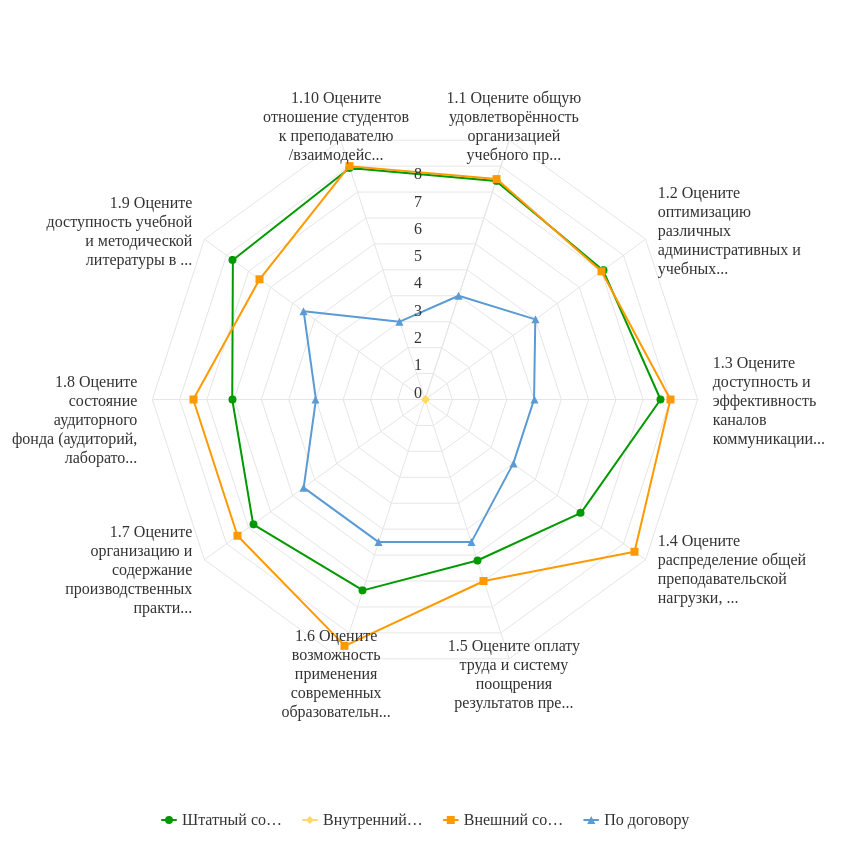 1.10 Оцените
отношение студентов
к преподавателю
/взаимодейс...
1.1 Оцените общую
удовлетворённость
организацией
учебного пр...
1.2 Оцените
оптимизацию
различных
административных и
учебных...
1.3 Оцените
доступность и
эффективность
каналов
коммуникации...
1.4 Оцените
распределение общей
преподавательской
нагрузки, ...
1.5 Оцените оплату
труда и систему
поощрения
результатов пре...
1.6 Оцените
возможность
применения
современных
образовательн...
1.7 Оцените
организацию и
содержание
производственных
практи...
1.8 Оцените
состояние
аудиторного
фонда (аудиторий,
лаборато...
1.9 Оцените
доступность учебной
и методической
литературы в ...
8
7
6
5
4
3
2
1
0
Штатный со… Внутренний… Внешний со… По договору